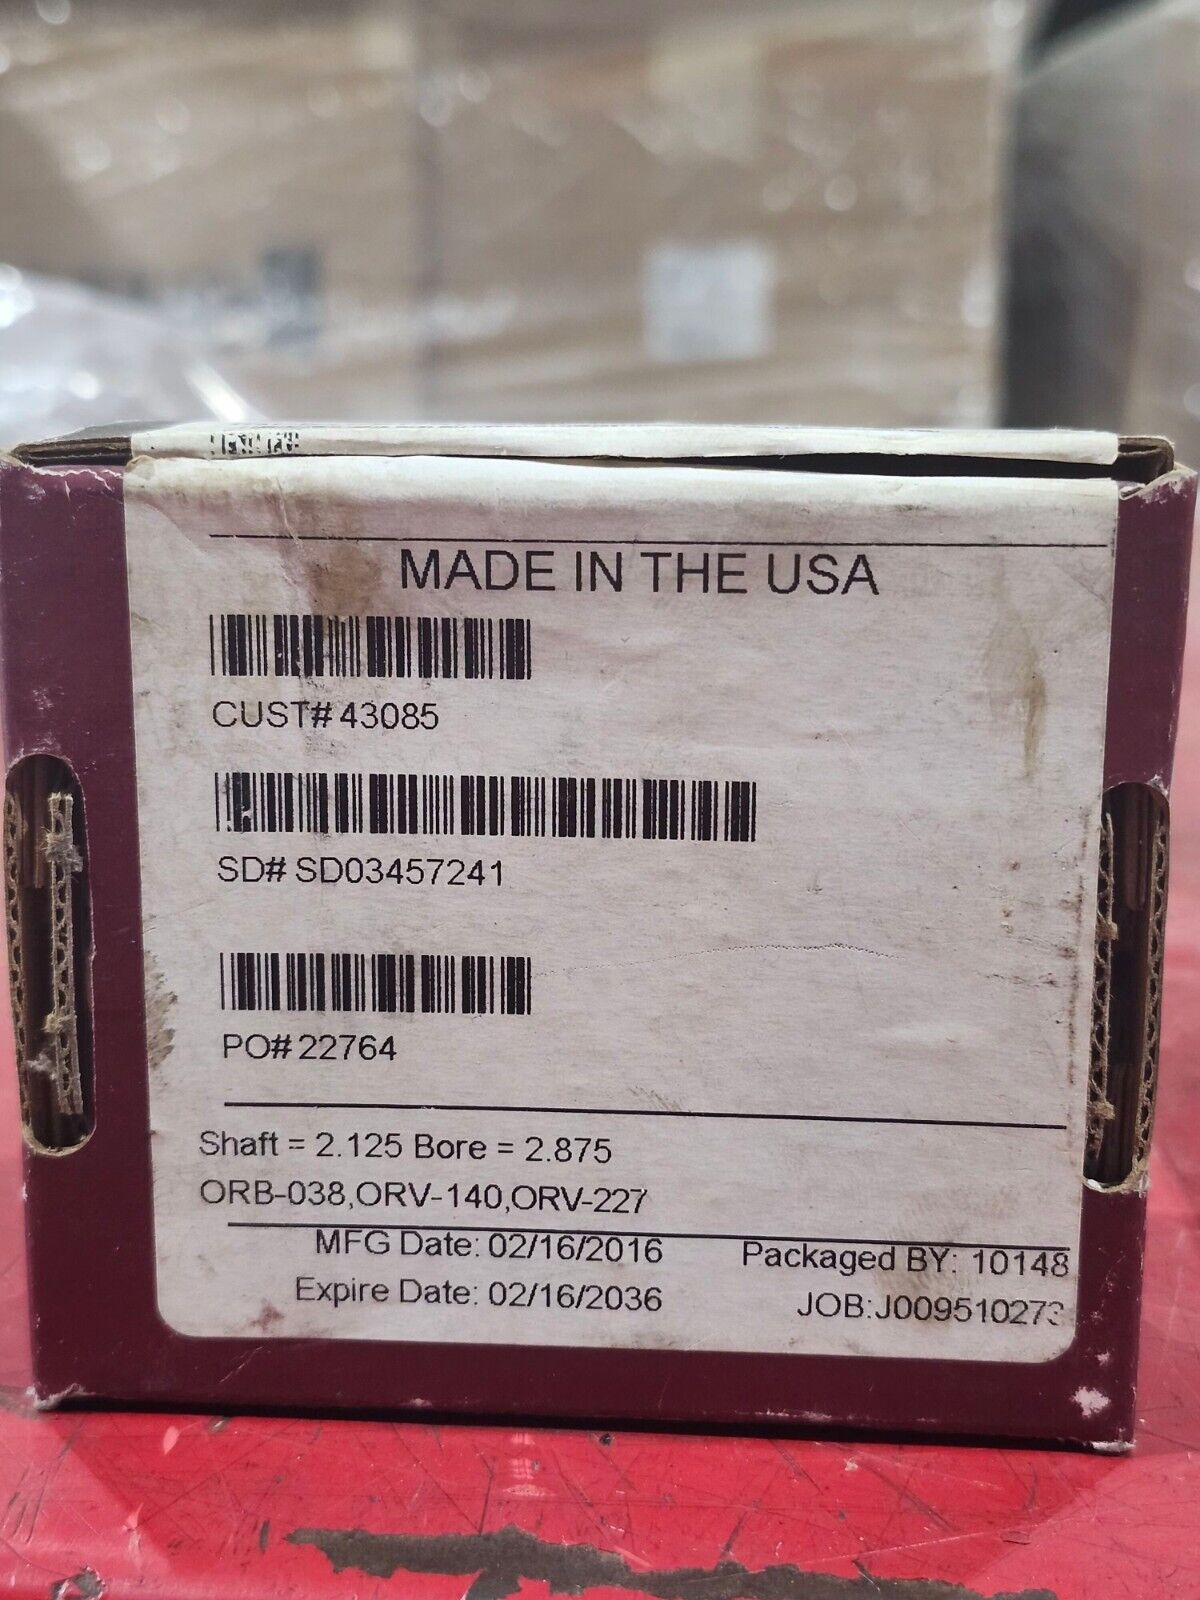 MADE IN THE USA
CUST# 43085
SD# SD03457241
PO# 22764
Shaft = 2.125 Bore = 2.875
ORB-038,ORV-140,ORV-227
MFG Date: 02/16/2016
Packaged BY: 10148
Expire Date: 02/16/2036
JOB:J009510273